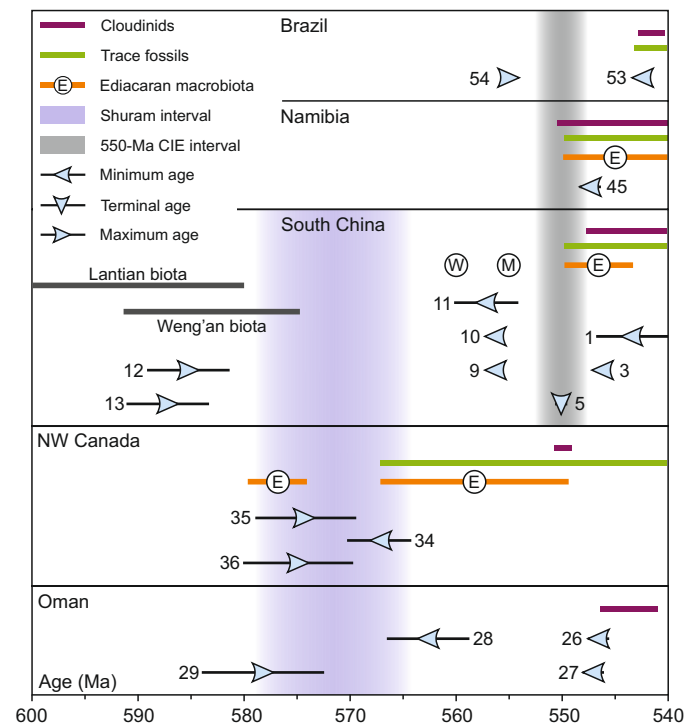 Cloudinids
Trace fossils
E Ediacaran macrobiota
Shuram interval
550-Ma CIE interval
Minimum age
Terminal age
Maximum age
Brazil
54 53
Namibia
E
45
South China
W M E
Lantian biota
11
Weng'an biota
10 1
12 9 3
13 5
NW Canada
E E
35
34
36
Oman
28 26
29 27
Age (Ma)
600 590 580 570 560 550 540